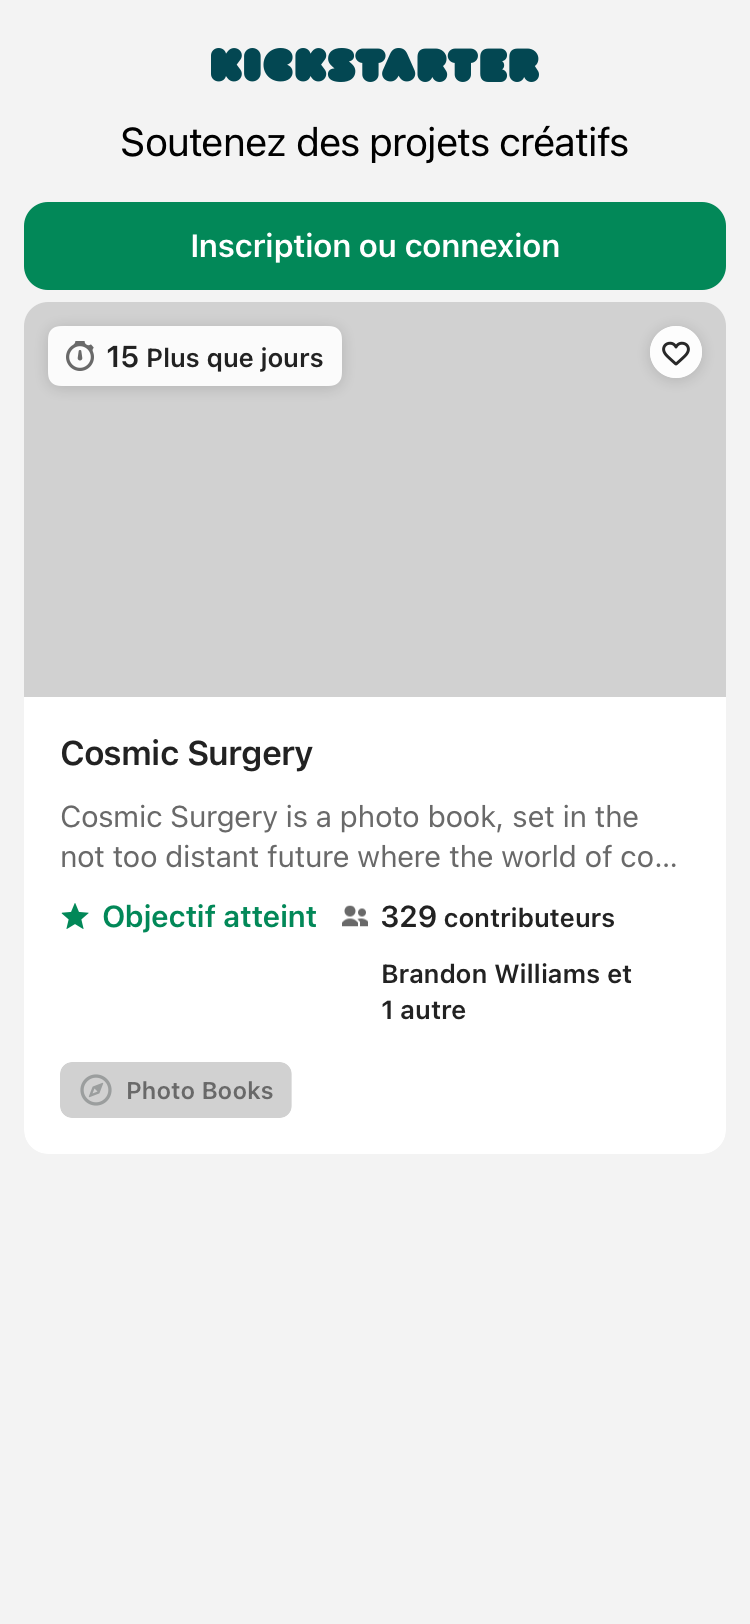 KICKSTARTER
Soutenez des projets créatifs
Inscription ou connexion
15 Plus que jours
Cosmic Surgery
Cosmic Surgery is a photo book, set in the
not too distant future where the world of co...
Objectif atteint
329 contributeurs
Brandon Williams et
1 autre
Photo Books